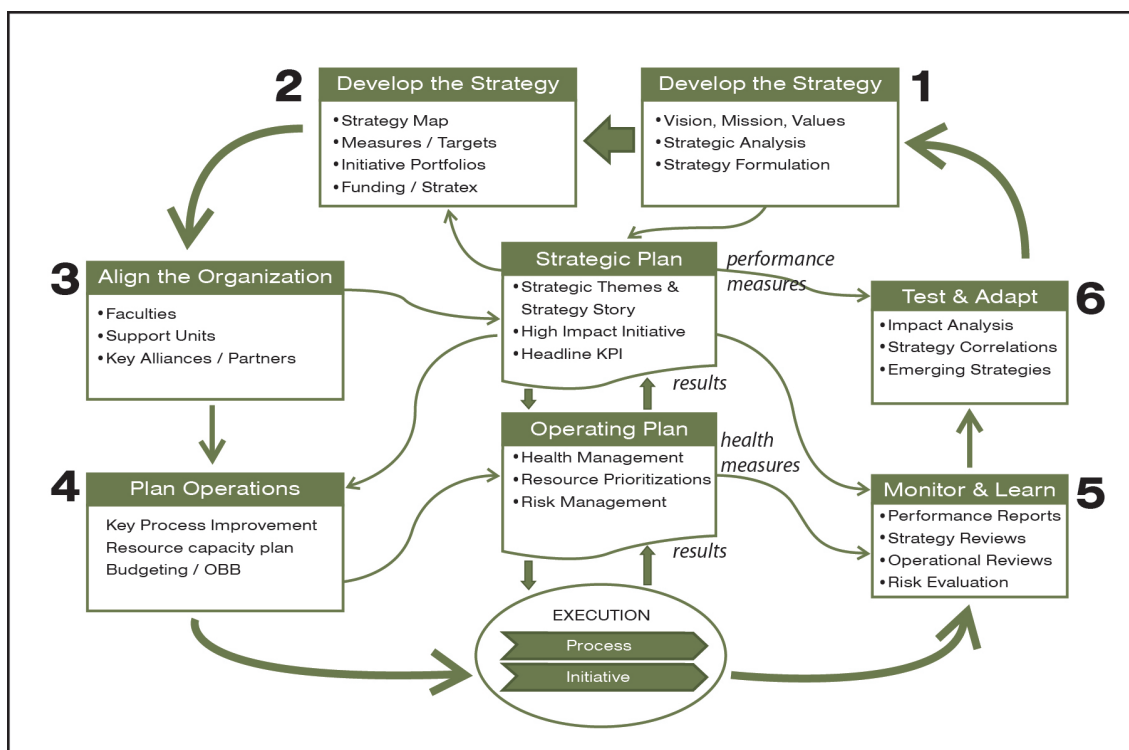 1
Develop the Strategy
•Vision, Mission, Values
•Strategic Analysis
•Strategy Formulation
2
Develop the Strategy
•Strategy Map
•Measures / Targets
•Initiative Portfolios
•Funding / Stratex
3
Align the Organization
•Faculties
•Support Units
•Key Alliances / Partners
4
Plan Operations
Key Process Improvement
Resource capacity plan
Budgeting / OBB
Strategic Plan
•Strategic Themes &
Strategy Story
•High Impact Initiative
•Headline KPI
performance
measures
results
Operating Plan
•Health Management
•Resource Prioritizations
•Risk Management
health
measures
results
EXECUTION
Process
Initiative
5
Monitor & Learn
•Performance Reports
•Strategy Reviews
•Operational Reviews
•Risk Evaluation
6
Test & Adapt
•Impact Analysis
•Strategy Correlations
•Emerging Strategies